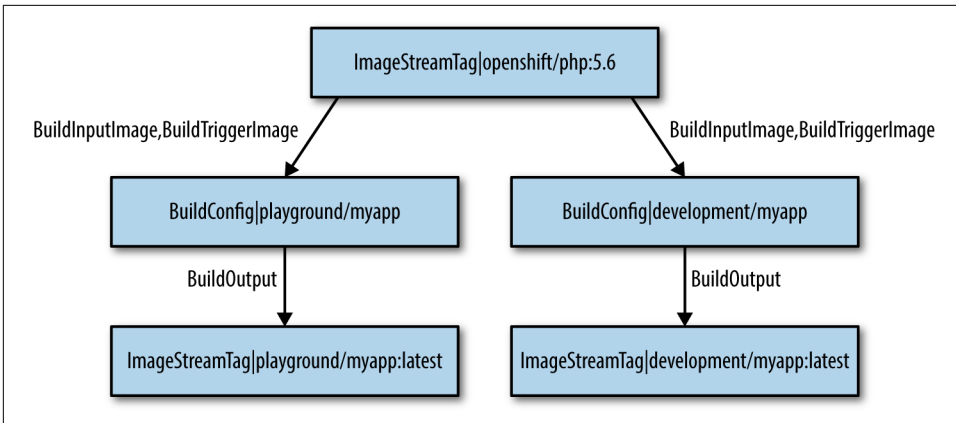 ImageStreamTag|openshift/php:5.6
BuildInputImage,BuildTriggerImage
BuildInputImage,BuildTriggerImage
BuildConfig|playground/myapp
BuildConfig|development/myapp
BuildOutput
BuildOutput
ImageStreamTag|playground/myapp:latest
ImageStreamTag|development/myapp:latest